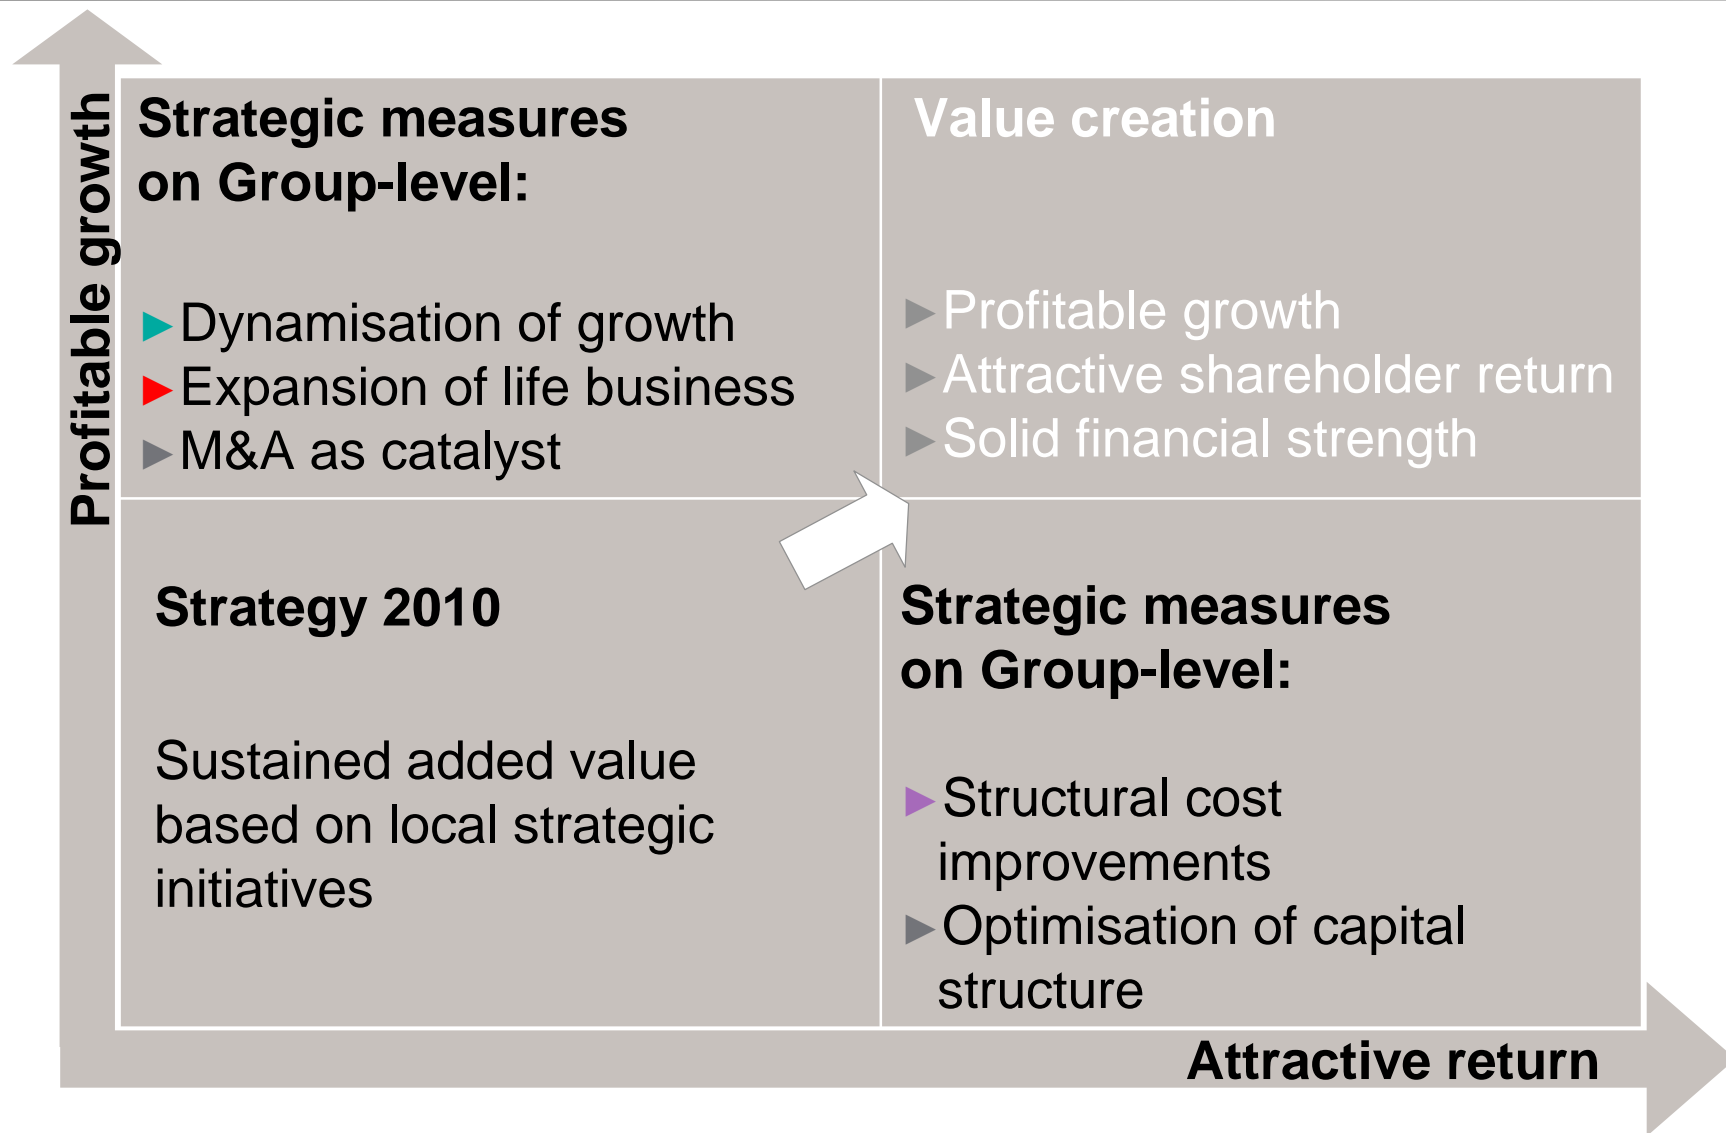 Profitable growth
Strategic measures
on Group-level:
►Dynamisation of growth
►Expansion of life business
►M&A as catalyst
Value creation
►Profitable growth
►Attractive shareholder return
►Solid financial strength
Strategy 2010
Sustained added value
based on local strategic
initiatives
Strategic measures
on Group-level:
►Structural cost
improvements
►Optimisation of capital
structure
Attractive return